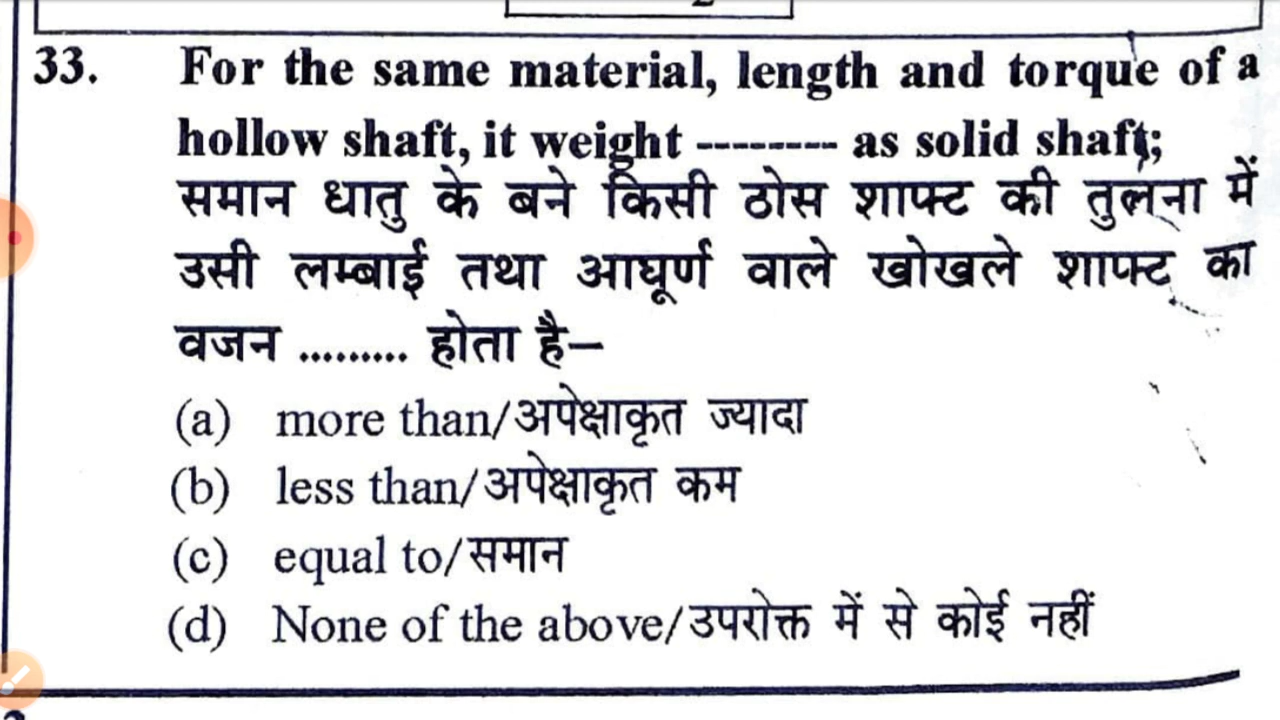 33. For the same material, length and torque of a
hollow shaft, it weight -------- as solid shaft;
समान धातु के बने किसी ठोस शाफ्ट की तुलना में
उसी लम्बाई तथा आघूर्ण वाले खोखले शाफ्ट का
वजन ......... होता है–
(a) more than/अपेक्षाकृत ज्यादा
(b) less than/अपेक्षाकृत कम
(c) equal to/समान
(d) None of the above/उपरोक्त में से कोई नहीं